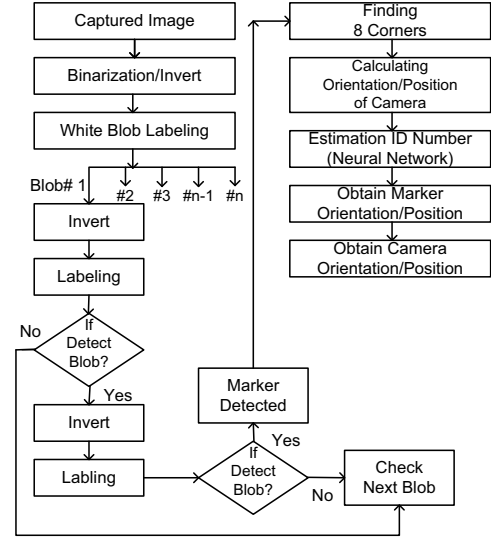 Captured Image
Binarization/Invert
White Blob Labeling
Blob# 1
#2
#3
#n-1
#n
Invert
Labeling
If
Detect
Blob?
No
Yes
Invert
Labling
If
Detect
Blob?
Yes
No
Marker
Detected
Check
Next Blob
Finding
8 Corners
Calculating
Orientation/Position
of Camera
Estimation ID Number
(Neural Network)
Obtain Marker
Orientation/Position
Obtain Camera
Orientation/Position